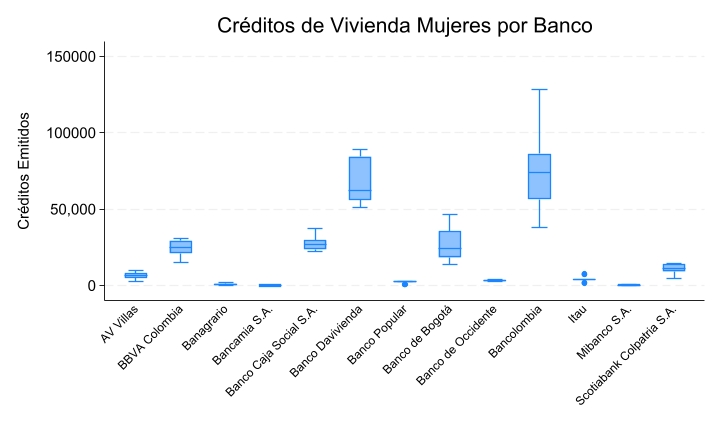 Créditos de Vivienda Mujeres por Banco
Créditos Emitidos
150000
100000
50,000
0
AV Villas
BBVA Colombia
Banagrario
Bancamia S.A.
Banco Caja Social S.A.
Banco Davivienda
Banco Popular
Banco de Bogotá
Banco de Occidente
Bancolombia
Itau
Mibanco S.A.
Scotiabank Colpatria S.A.